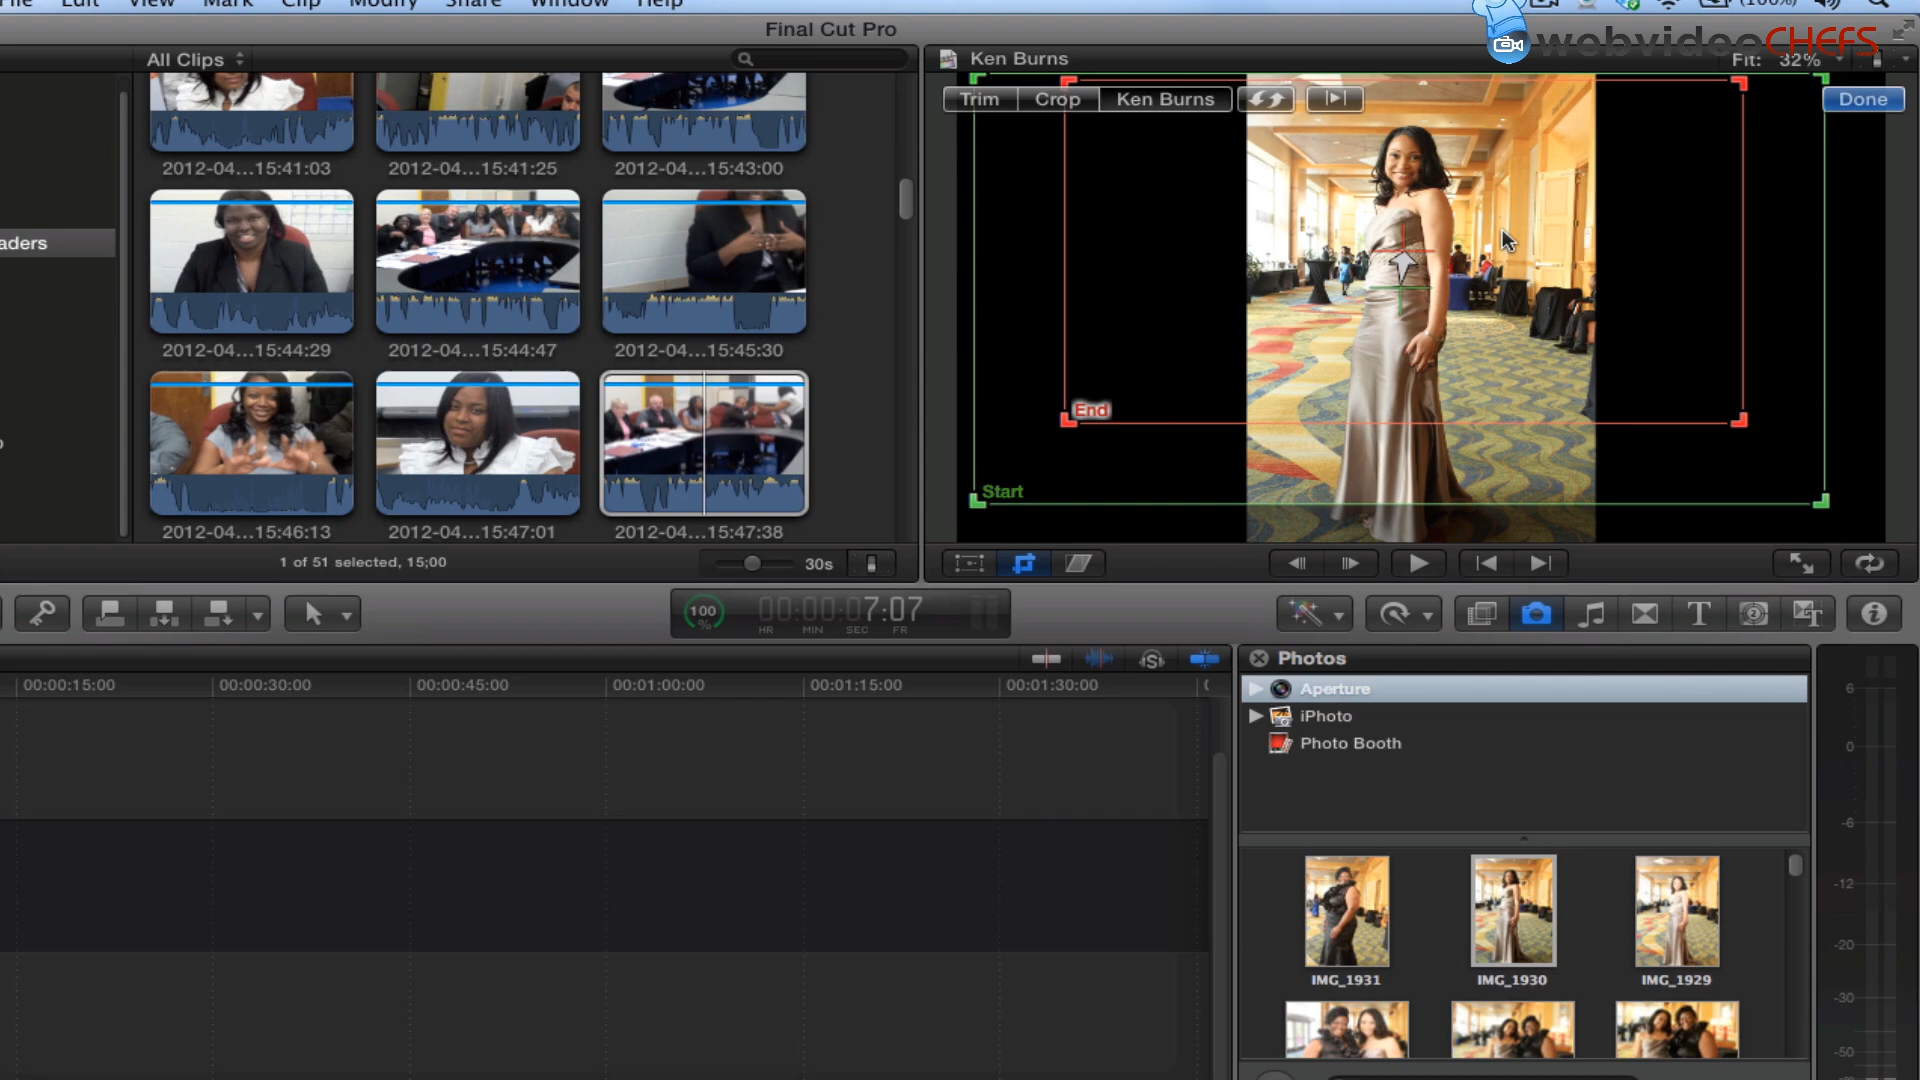 File Edit View Mark Clip Modify Share Window Help
(100%)
Final Cut Pro
webvideoCHEFS
All Clips
Ken Burns
Fit: 32%
Trim Crop Ken Burns
Done
2012-04...15:41:03
2012-04...15:41:25
2012-04...15:43:00
aders
2012-04...15:44:29
2012-04...15:44:47
2012-04...15:45:30
End
Start
2012-04...15:46:13
2012-04...15:47:01
2012-04...15:47:38
1 of 51 selected, 15;00
30s
100
%
00:00:07:07
HR MIN SEC FR
T
Photos
00:00:15:00
00:00:30:00
00:00:45:00
00:01:00:00
00:01:15:00
00:01:30:00
Aperture
iPhoto
Photo Booth
6
0
-6
-12
-20
-30
-50
IMG_1931
IMG_1930
IMG_1929